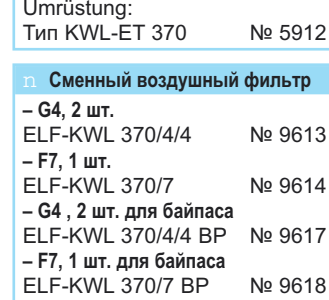 Umrüstung:
Тип KWL-ET 370 № 5912
n Сменный воздушный фильтр
– G4, 2 шт.
ELF-KWL 370/4/4 № 9613
– F7, 1 шт.
ELF-KWL 370/7 № 9614
– G4 , 2 шт. для байпаса
ELF-KWL 370/4/4 BP № 9617
– F7, 1 шт. для байпаса
ELF-KWL 370/7 BP № 9618